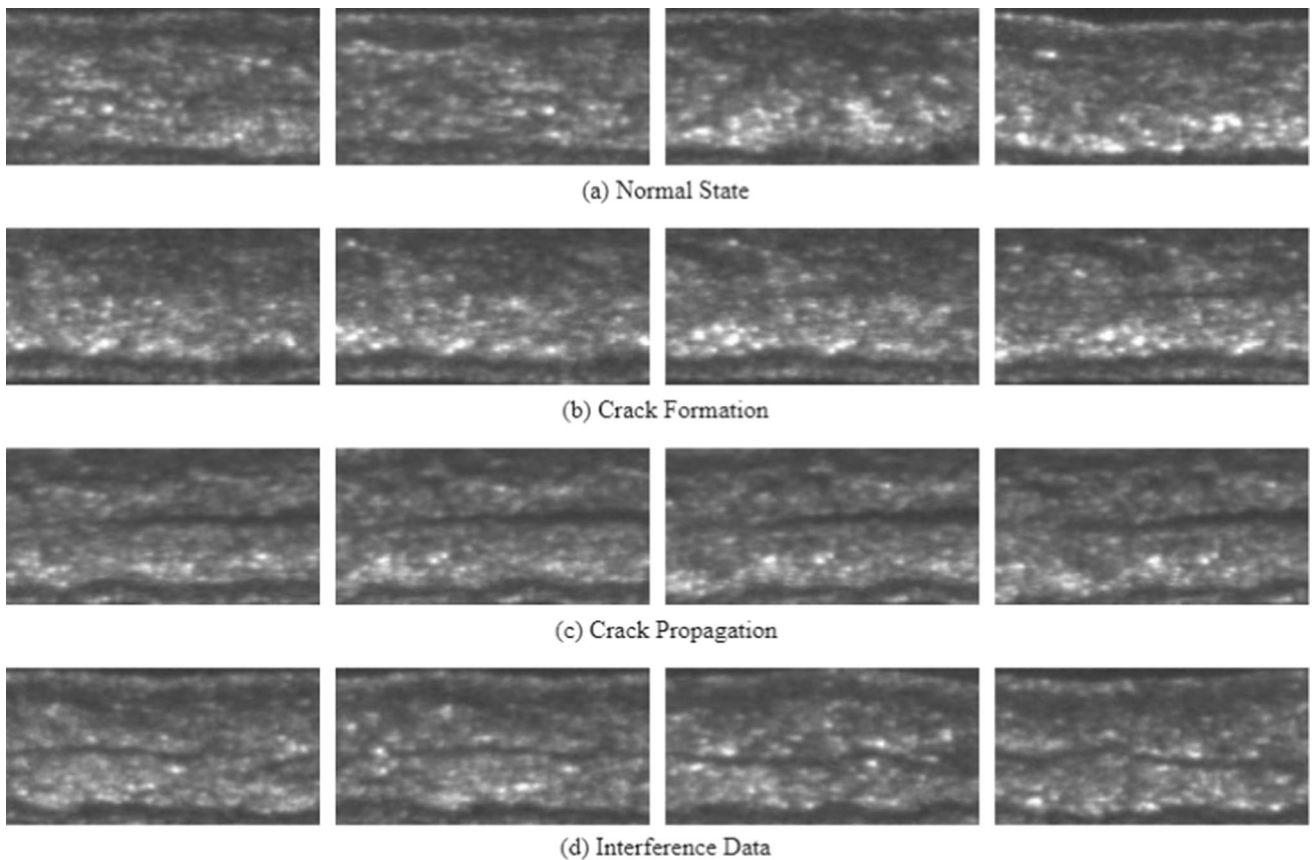 (a) Normal State
(b) Crack Formation
(c) Crack Propagation
(d) Interference Data